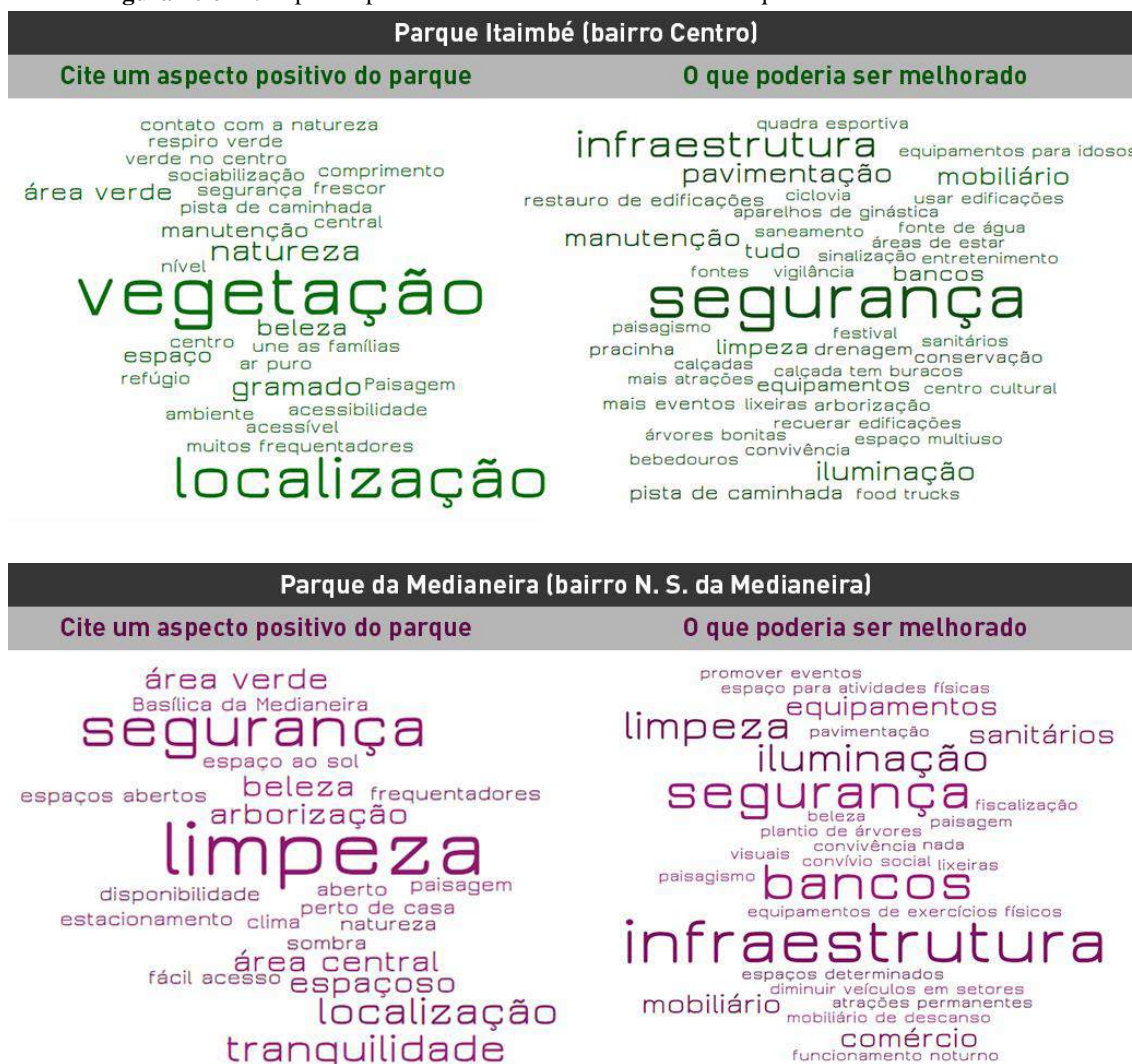 Parque Itaimbé (bairro Centro)
Cite um aspecto positivo do parque
contato com a natureza
respiro verde
verde no centro
sociabilização comprimento
área verde segurança frescor
pista de caminhada
manutenção central
natureza
nível
vegetação
beleza
centro une as famílias
espaço ar puro
refúgio
gramado Paisagem
ambiente acessibilidade
acessível
muitos frequentadores
localização
O que poderia ser melhorado
quadra esportiva
infraestrutura equipamentos para idosos
pavimentação mobiliário
restauro de edificações ciclovia usar edificações
aparelhos de ginástica
manutenção saneamento fonte de água
tudo áreas de estar
sinalização entretenimento
fontes vigilância bancos
segurança
paisagismo festival
pracinha limpeza drenagem sanitários
conservação
calçadas calçada tem buracos
mais atrações equipamentos centro cultural
mais eventos lixeiras arborização
recuerar edificações
árvores bonitas espaço multiuso
bebedouros convivência
iluminação
pista de caminhada food trucks
Parque da Medianeira (bairro N. S. da Medianeira)
Cite um aspecto positivo do parque
área verde
Basílica da Medianeira
segurança
espaço ao sol
espaços abertos beleza frequentadores
arborização
limpeza
disponibilidade aberto paisagem
estacionamento clima perto de casa
natureza
sombra
área central
fácil acesso espaçoso
localização
tranquilidade
O que poderia ser melhorado
promover eventos
espaço para atividades físicas
equipamentos
limpeza pavimentação sanitários
iluminação
segurança fiscalização
beleza paisagem
plantio de árvores
convivência nada
visuais convívio social lixeiras
paisagismo bancos
equipamentos de exercícios físicos
infraestrutura
espaços determinados
diminuir veículos em setores
mobiliário atrações permanentes
mobiliário de descanso
comércio
funcionamento noturno